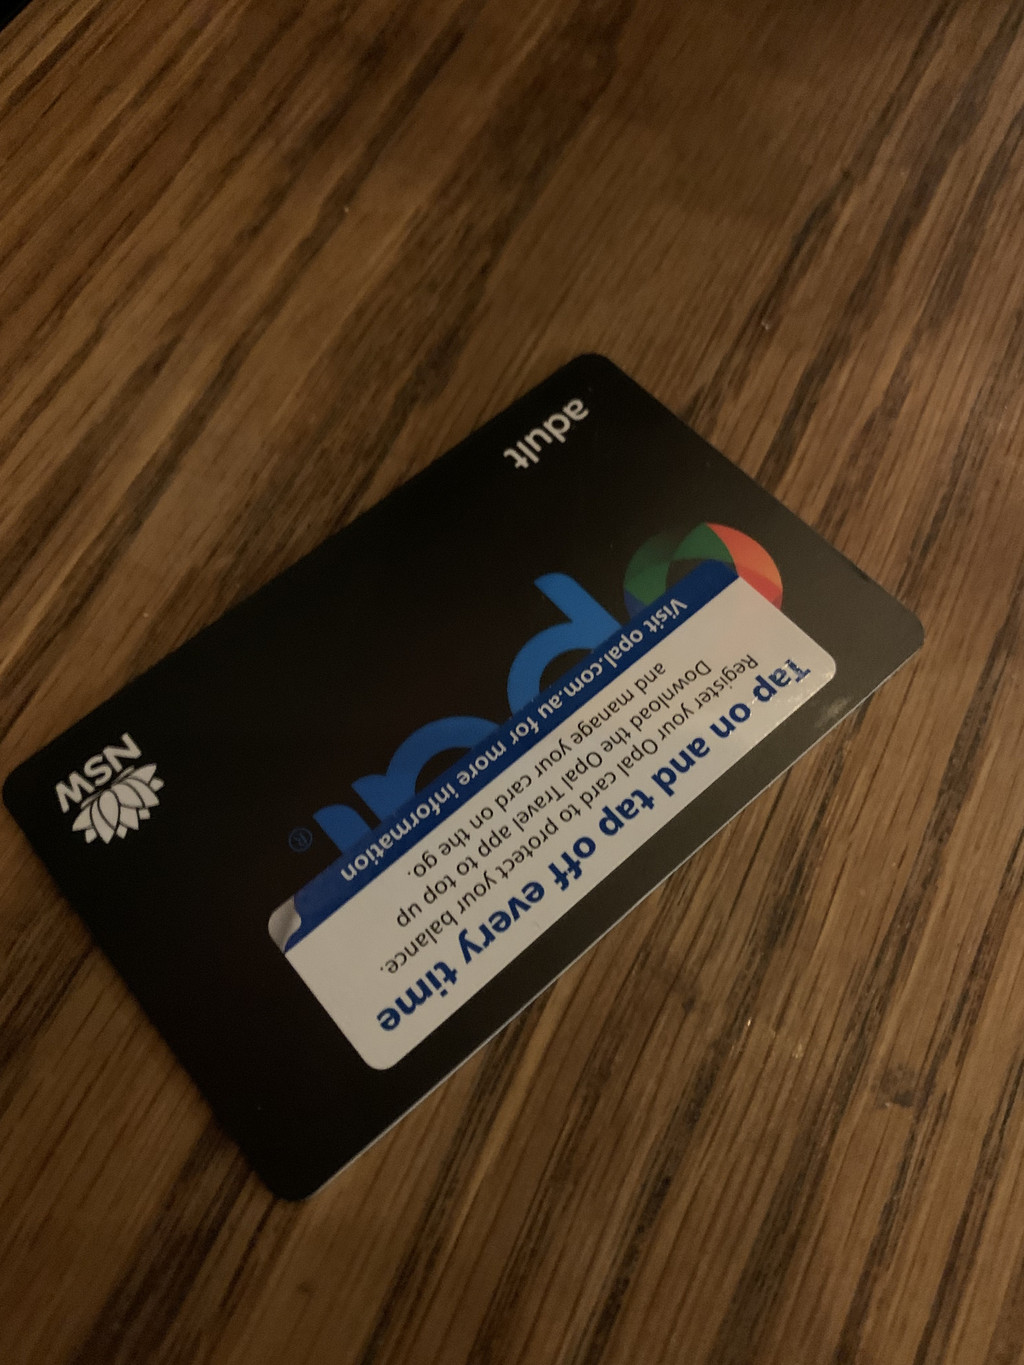 Tap on and tap off every time
Register your Opal card to protect your balance.
Download the Opal Travel app to top up
and manage your card on the go.
Visit opal.com.au for more information
opal®
adult
NSW